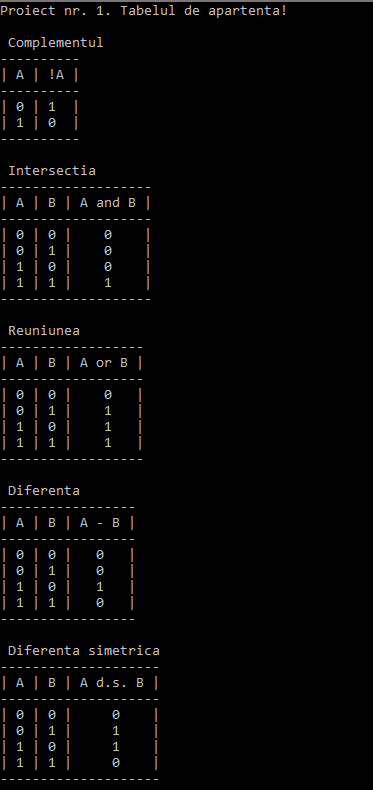 Proiect nr. 1. Tabelul de apartenta!
 Complementul
----------
| A | !A |
----------
| 0 | 1  |
| 1 | 0  |
----------
 Intersectia
-------------------
| A | B | A and B |
-------------------
| 0 | 0 |    0    |
| 0 | 1 |    0    |
| 1 | 0 |    0    |
| 1 | 1 |    1    |
-------------------
 Reuniunea
------------------
| A | B | A or B |
------------------
| 0 | 0 |    0   |
| 0 | 1 |    1   |
| 1 | 0 |    1   |
| 1 | 1 |    1   |
------------------
 Diferenta
-----------------
| A | B | A - B |
-----------------
| 0 | 0 |   0   |
| 0 | 1 |   0   |
| 1 | 0 |   1   |
| 1 | 1 |   0   |
-----------------
 Diferenta simetrica
--------------------
| A | B | A d.s. B |
--------------------
| 0 | 0 |     0    |
| 0 | 1 |     1    |
| 1 | 0 |     1    |
| 1 | 1 |     0    |
--------------------